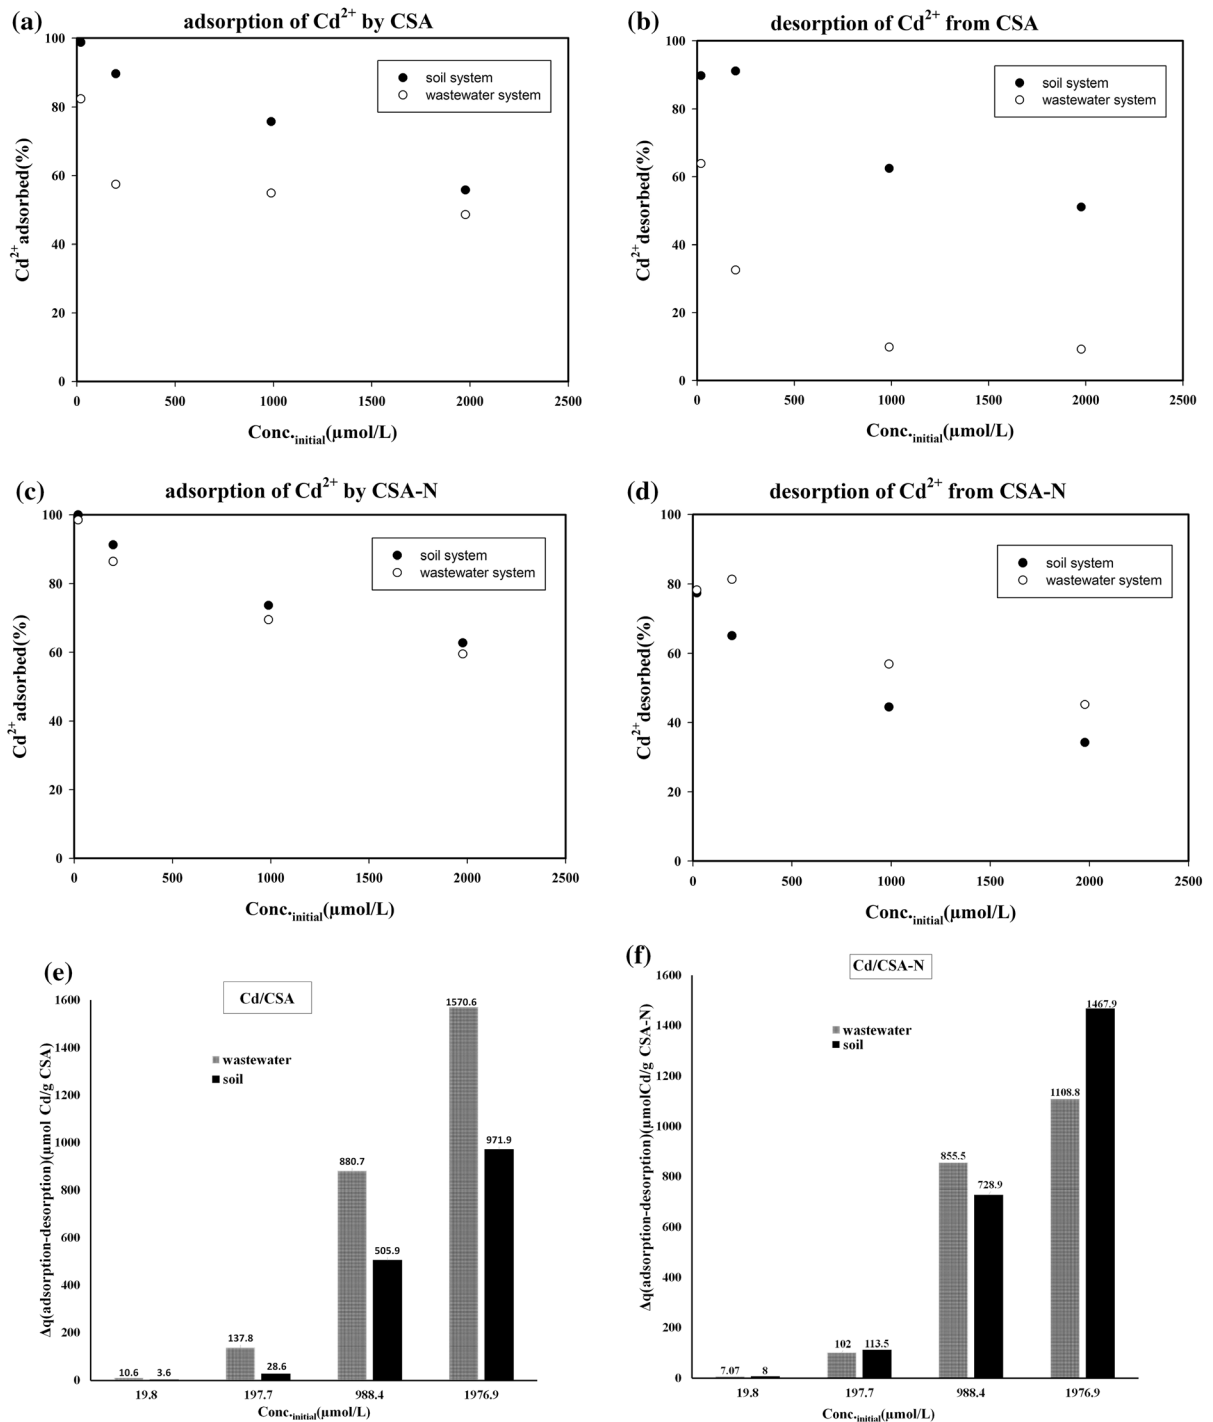 (a)
adsorption of Cd²⁺ by CSA
soil system
wastewater system
Cd²⁺adsorbed(%)
100
80
60
40
20
0
0 500 1000 1500 2000 2500
Conc.initial(µmol/L)
(b)
desorption of Cd²⁺ from CSA
soil system
wastewater system
Cd²⁺desorbed(%)
100
80
60
40
20
0
0 500 1000 1500 2000 2500
Conc.initial(µmol/L)
(c)
adsorption of Cd²⁺ by CSA-N
soil system
wastewater system
Cd²⁺adsorbed(%)
100
80
60
40
20
0
0 500 1000 1500 2000 2500
Conc.initial(µmol/L)
(d)
desorption of Cd²⁺ from CSA-N
soil system
wastewater system
Cd²⁺desorbed(%)
100
80
60
40
20
0
0 500 1000 1500 2000 2500
Conc.initial(µmol/L)
(e)
Cd/CSA
wastewater
soil
Δq(adsorption-desorption)(µmol Cd/g CSA)
1600
1400
1200
1000
800
600
400
200
0
10.6 3.6
137.8 28.6
880.7 505.9
1570.6 971.9
19.8 197.7 988.4 1976.9
Conc.initial(µmol/L)
(f)
Cd/CSA-N
wastewater
soil
Δq(adsorption-desorption)(µmolCd/g CSA-N)
1600
1400
1200
1000
800
600
400
200
0
7.07 8
102 113.5
855.5 728.9
1108.8 1467.9
19.8 197.7 988.4 1976.9
Conc.initial(µmol/L)